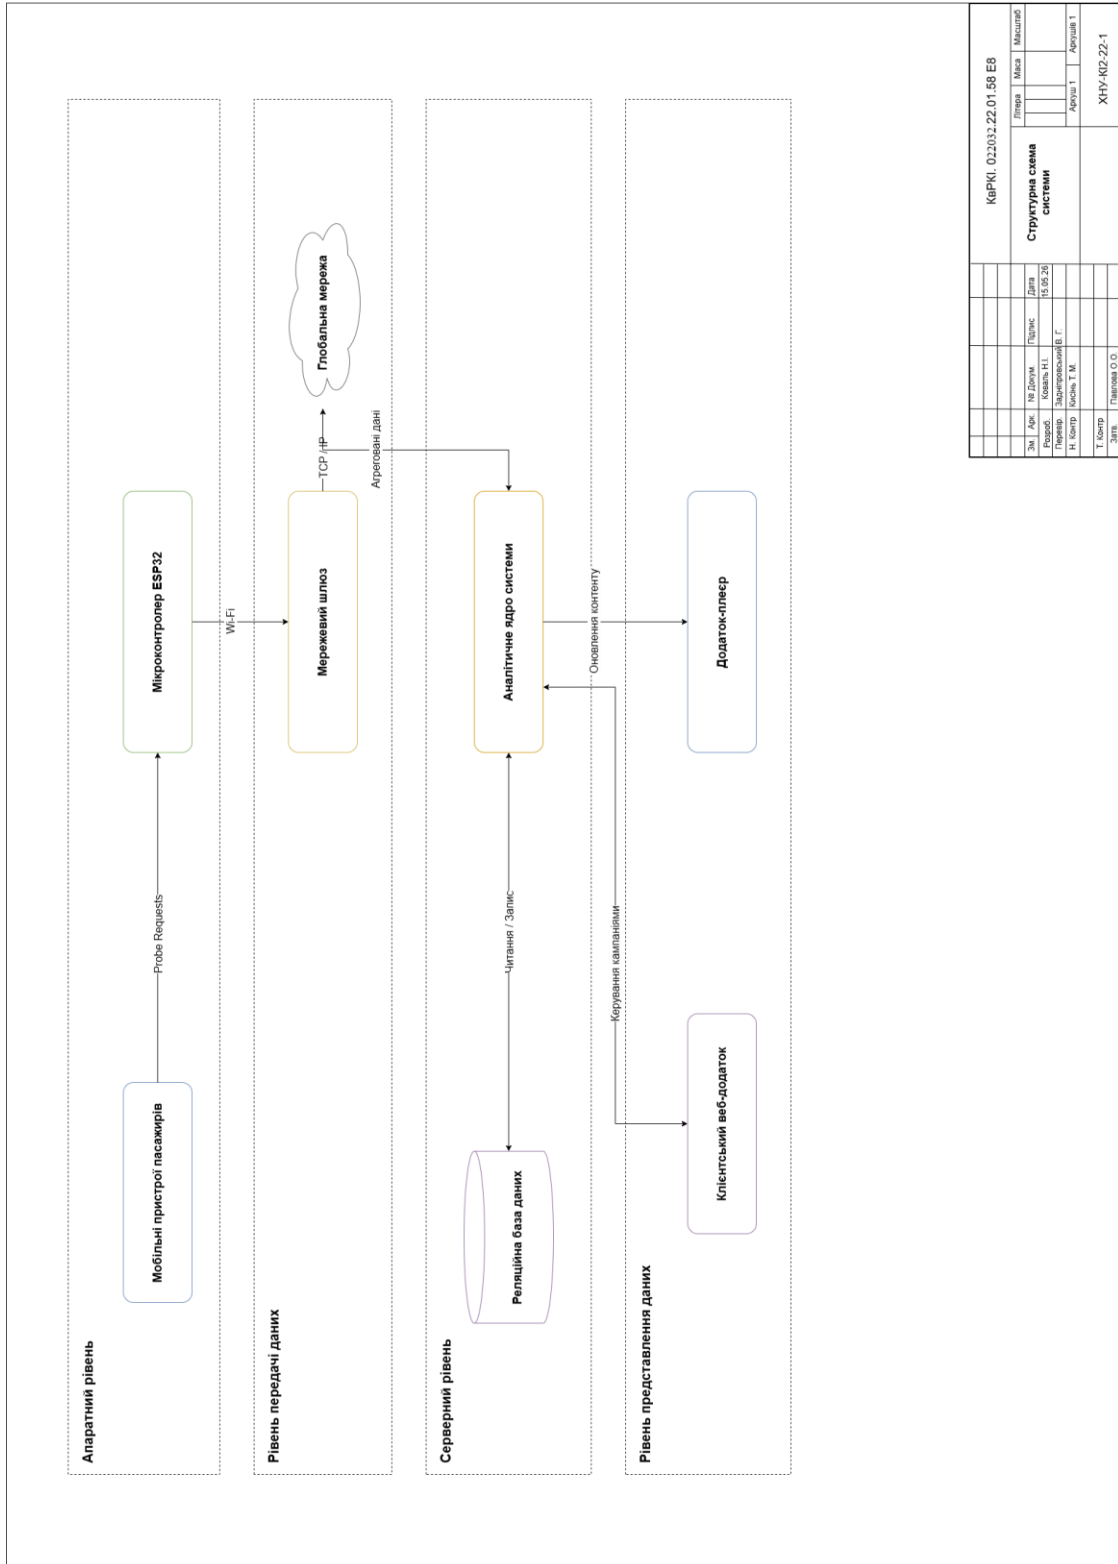 Апаратний рівень
Мобільні пристрої пасажирів
Probe Requests
Мікроконтролер ESP32
Wi-Fi
Рівень передачі даних
Мережевий шлюз
TCP / IP
Глобальна мережа
Агреговані дані
Серверний рівень
Реляційна база даних
Читання / Запис
Аналітичне ядро системи
Оновлення контенту
Керування кампаніями
Рівень представлення даних
Клієнтський веб-додаток
Додаток-плеєр
КвРКІ. 022032.22.01.58 Е8
Зм. Арк. № Докум. Підпис Дата
Розроб. Коваль Н.І. 15.05.26
Перевір. Задніпровський В. Г.
Н. Контр Кисінь Т. М.
Т. Контр
Затв. Павлова О.О.
Структурна схема
системи
Літера Маса Масштаб
Аркуш 1 Аркушів 1
ХНУ-КІ2-22-1